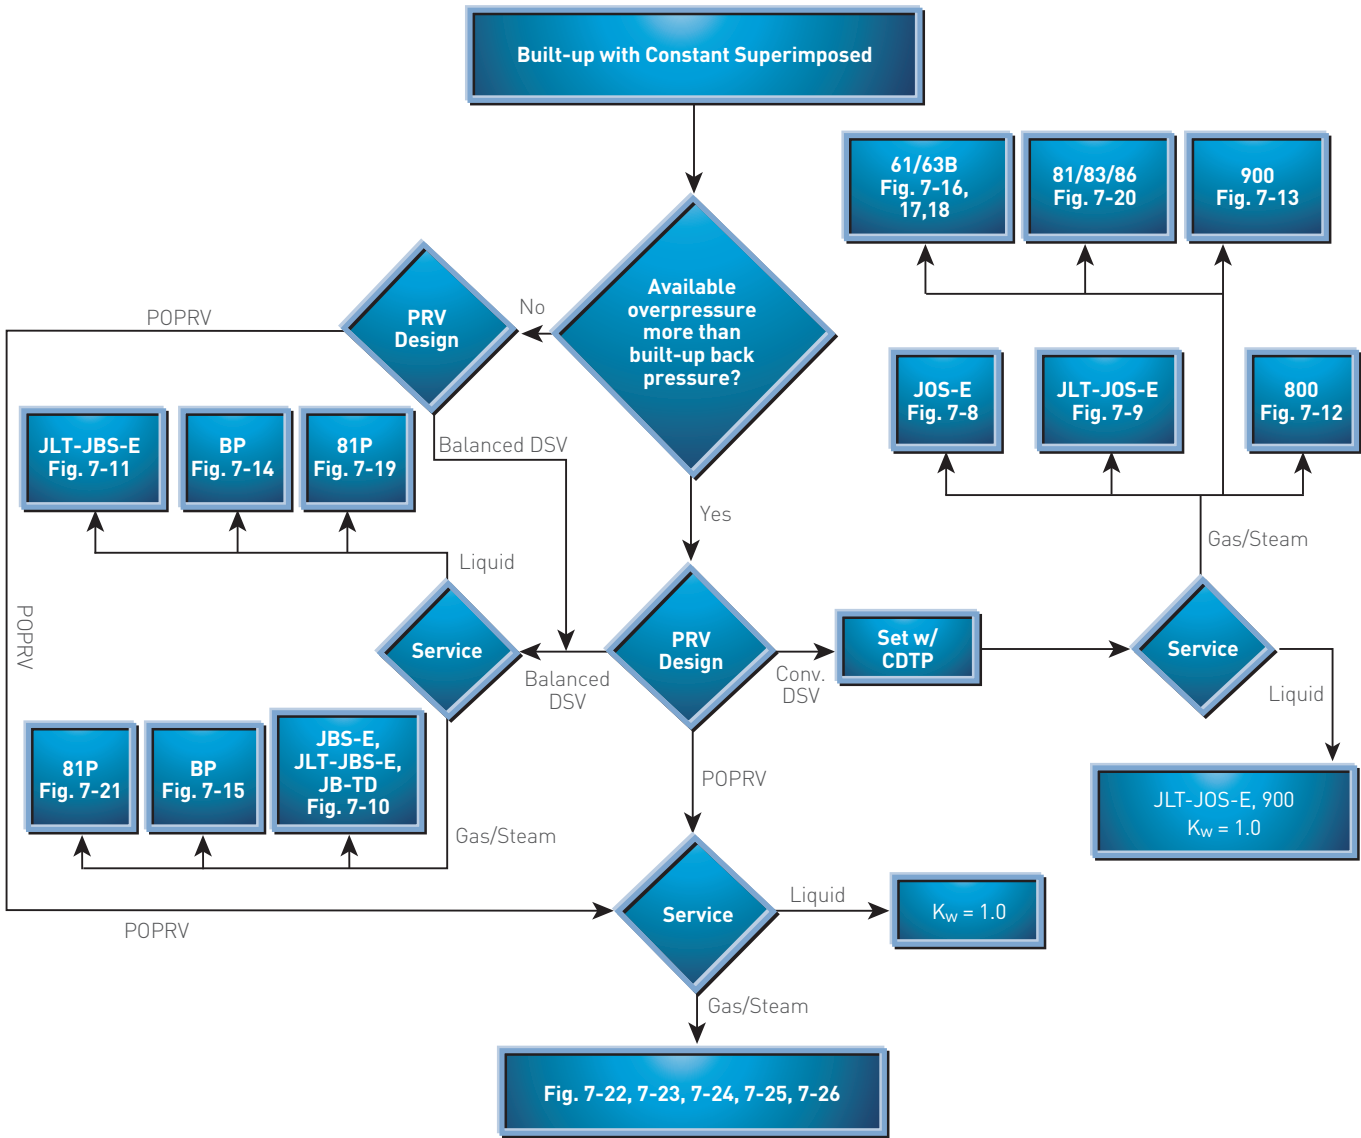 Built-up with Constant Superimposed
61/63B
Fig. 7-16,
17,18
81/83/86
Fig. 7-20
900
Fig. 7-13
Available
overpressure
more than
built-up back
pressure?
No
PRV
Design
POPRV
JOS-E
Fig. 7-8
JLT-JOS-E
Fig. 7-9
800
Fig. 7-12
JLT-JBS-E
Fig. 7-11
BP
Fig. 7-14
81P
Fig. 7-19
Balanced DSV
Yes
Gas/Steam
Liquid
POPRV
Service
Balanced
DSV
PRV
Design
Conv.
DSV
Set w/
CDTP
Service
Liquid
81P
Fig. 7-21
BP
Fig. 7-15
JBS-E,
JLT-JBS-E,
JB-TD
Fig. 7-10
POPRV
JLT-JOS-E, 900
Kw = 1.0
Gas/Steam
Liquid
Service
Kw = 1.0
POPRV
Gas/Steam
Fig. 7-22, 7-23, 7-24, 7-25, 7-26